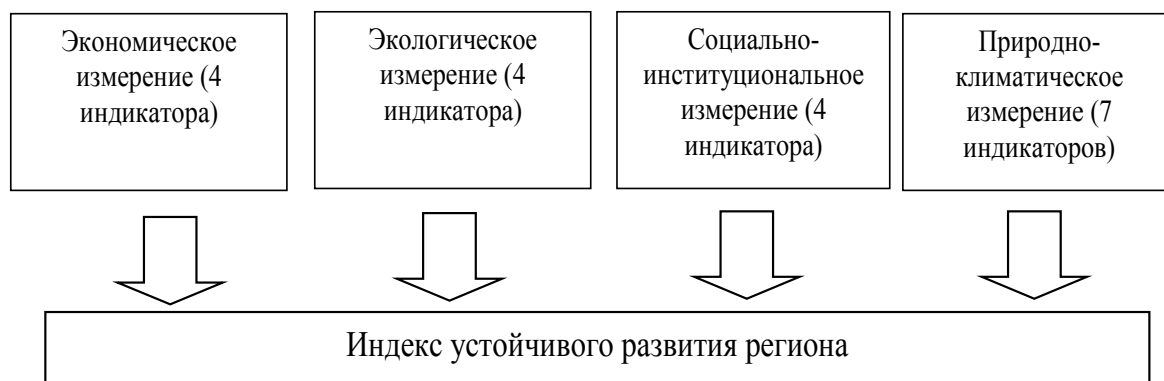 Экономическое
измерение (4
индикатора)
Экологическое
измерение (4
индикатора)
Социально-
институциональное
измерение (4
индикатора)
Природно-
климатическое
измерение (7
индикаторов)
Индекс устойчивого развития региона